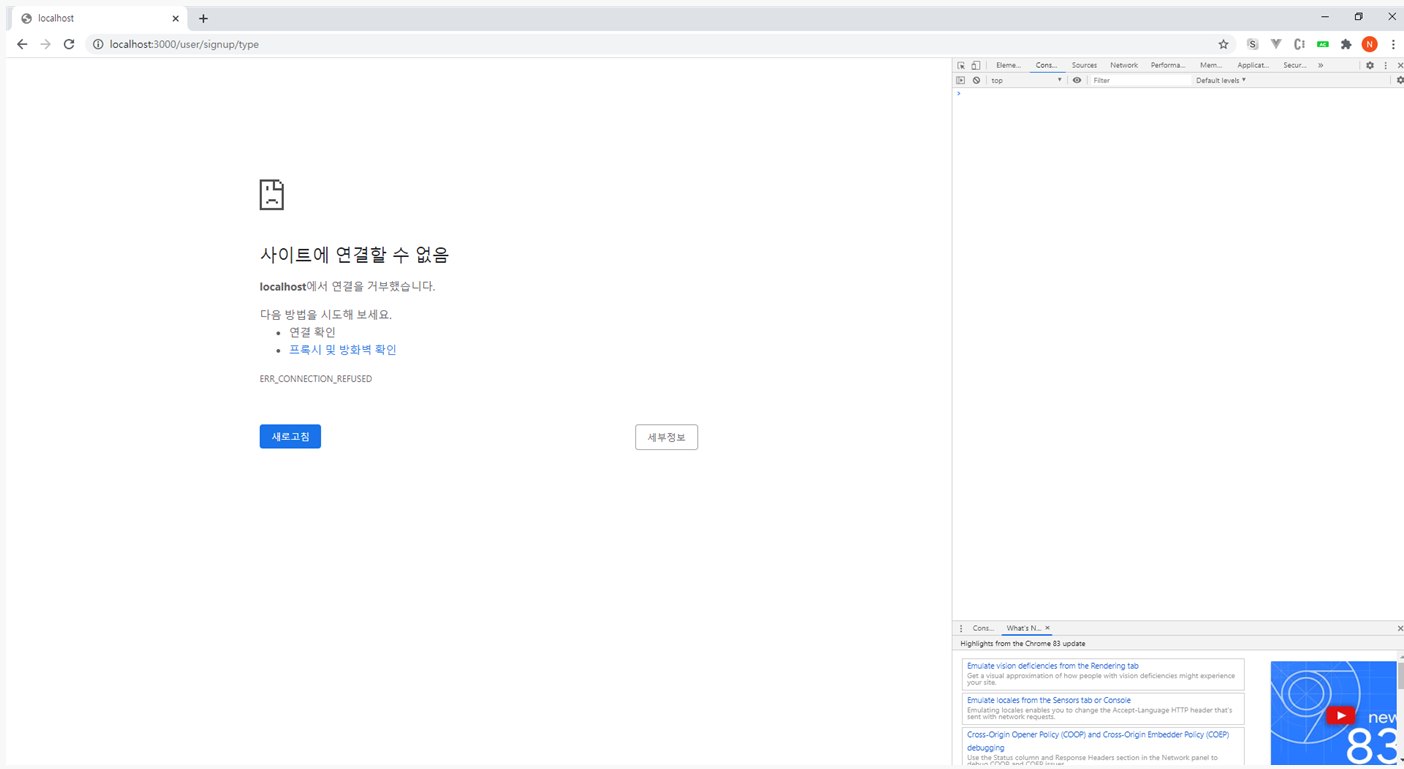 localhost
localhost:3000/user/signup/type
N
Eleme...
Cons...
Sources
Network
Performa...
Mem...
Applicat...
Secur...
»
top
Filter
Default levels
사이트에 연결할 수 없음
localhost에서 연결을 거부했습니다.
다음 방법을 시도해 보세요.
연결 확인
프록시 및 방화벽 확인
ERR_CONNECTION_REFUSED
새로고침
세부정보
Cons...
What's N...
Highlights from the Chrome 83 update
Emulate vision deficiencies from the Rendering tab
Get a visual approximation of how people with vision deficiencies might experience
your site.
Emulate locales from the Sensors tab or Console
Emulating locales enables you to change the Accept-Language HTTP header that's
sent with network requests.
Cross-Origin Opener Policy (COOP) and Cross-Origin Embedder Policy (COEP)
debugging
Use the Status column and Response Headers section in the Network panel to
debug COOP and COEP issues.
new
83